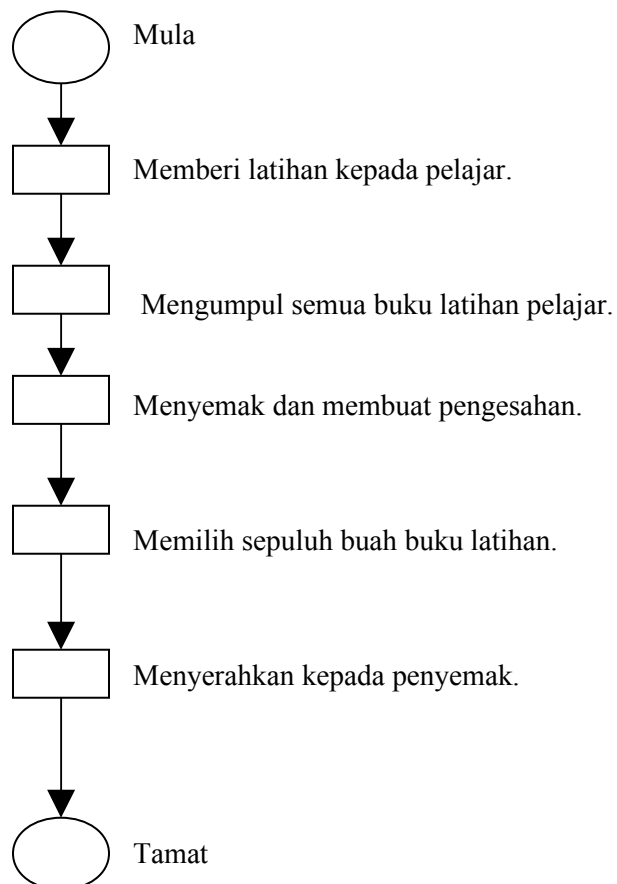 Mula
Memberi latihan kepada pelajar.
Mengumpul semua buku latihan pelajar.
Menyemak dan membuat pengesahan.
Memilih sepuluh buah buku latihan.
Menyerahkan kepada penyemak.
Tamat